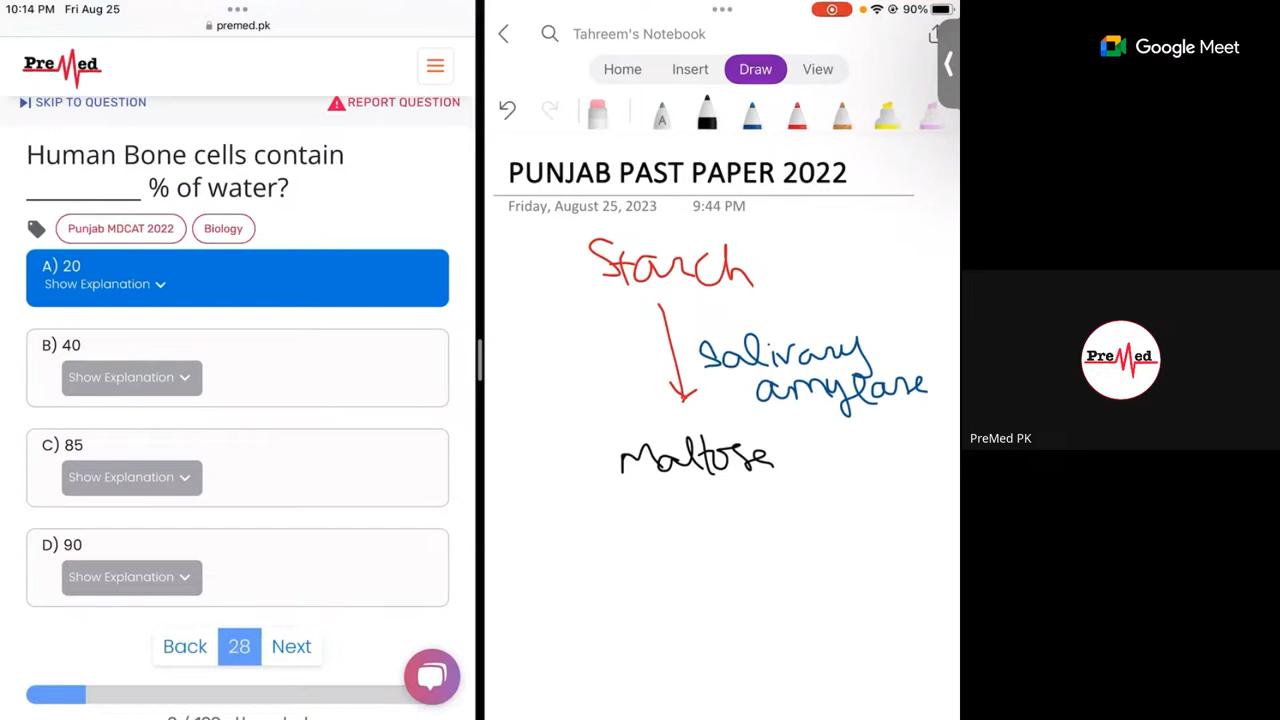 10:14 PM Fri Aug 25
premed.pk
PreMed
SKIP TO QUESTION
REPORT QUESTION
Human Bone cells contain
__________ % of water?
Punjab MDCAT 2022
Biology
A) 20
Show Explanation
B) 40
Show Explanation
C) 85
Show Explanation
D) 90
Show Explanation
Back 28 Next
90%
Tahreem's Notebook
Home Insert Draw View
A
PUNJAB PAST PAPER 2022
Friday, August 25, 2023 9:44 PM
Starch
Salivary
amylase
Maltose
Google Meet
PreMed
PreMed PK